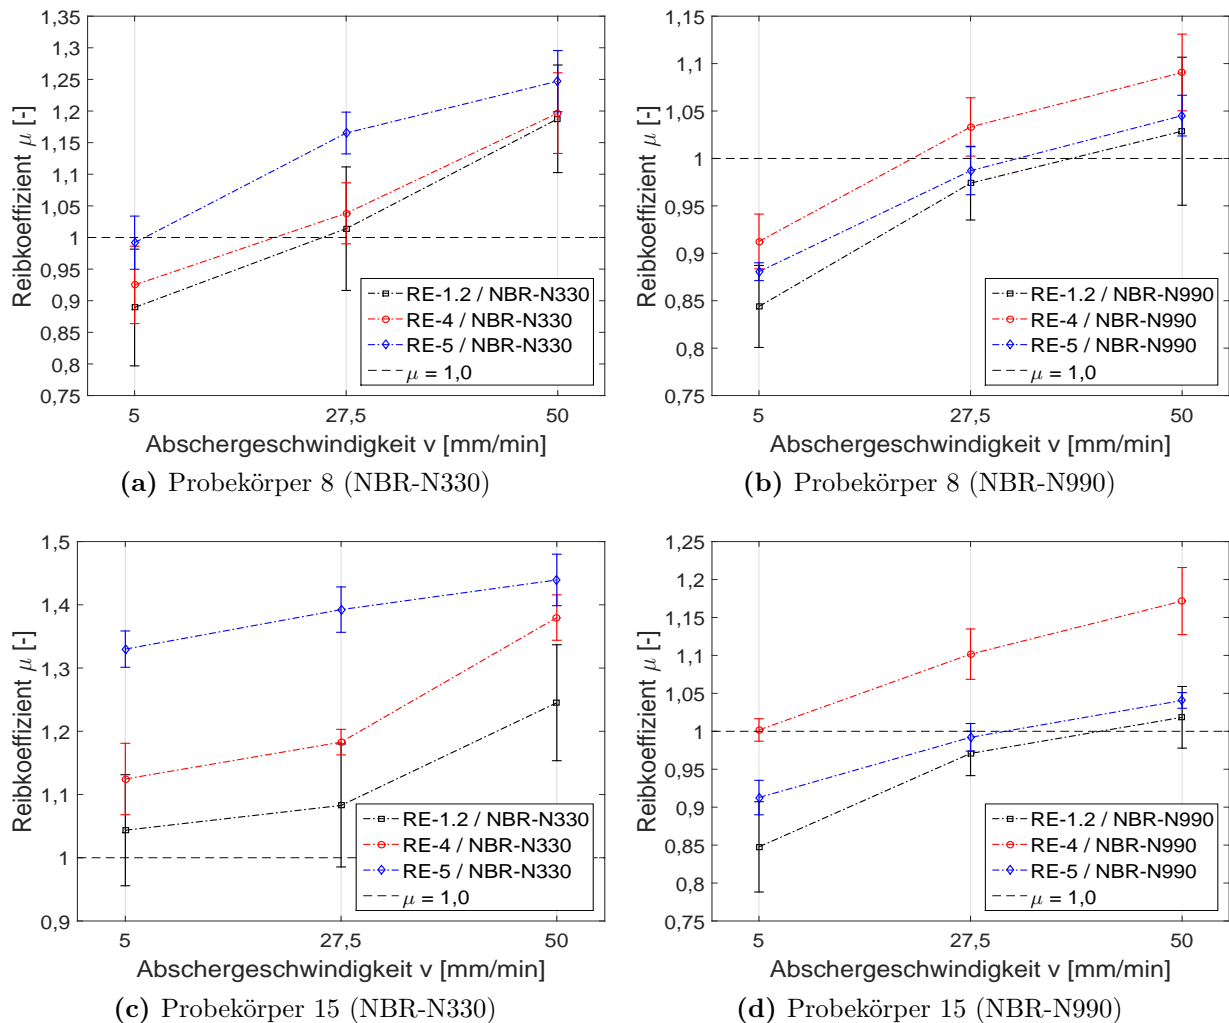 1,35
1,3
1,25
1,2
1,15
1,1
1,05
1
0,95
0,9
0,85
0,8
0,75
Reibkoeffizient μ [-]
RE-1.2 / NBR-N330
RE-4 / NBR-N330
RE-5 / NBR-N330
μ = 1,0
5 27,5 50
Abschergeschwindigkeit v [mm/min]
(a) Probekörper 8 (NBR-N330)
1,15
1,1
1,05
1
0,95
0,9
0,85
0,8
0,75
Reibkoeffizient μ [-]
RE-1.2 / NBR-N990
RE-4 / NBR-N990
RE-5 / NBR-N990
μ = 1,0
5 27,5 50
Abschergeschwindigkeit v [mm/min]
(b) Probekörper 8 (NBR-N990)
1,5
1,4
1,3
1,2
1,1
1
0,9
Reibkoeffizient μ [-]
RE-1.2 / NBR-N330
RE-4 / NBR-N330
RE-5 / NBR-N330
μ = 1,0
5 27,5 50
Abschergeschwindigkeit v [mm/min]
(c) Probekörper 15 (NBR-N330)
1,25
1,2
1,15
1,1
1,05
1
0,95
0,9
0,85
0,8
0,75
Reibkoeffizient μ [-]
RE-1.2 / NBR-N990
RE-4 / NBR-N990
RE-5 / NBR-N990
μ = 1,0
5 27,5 50
Abschergeschwindigkeit v [mm/min]
(d) Probekörper 15 (NBR-N990)